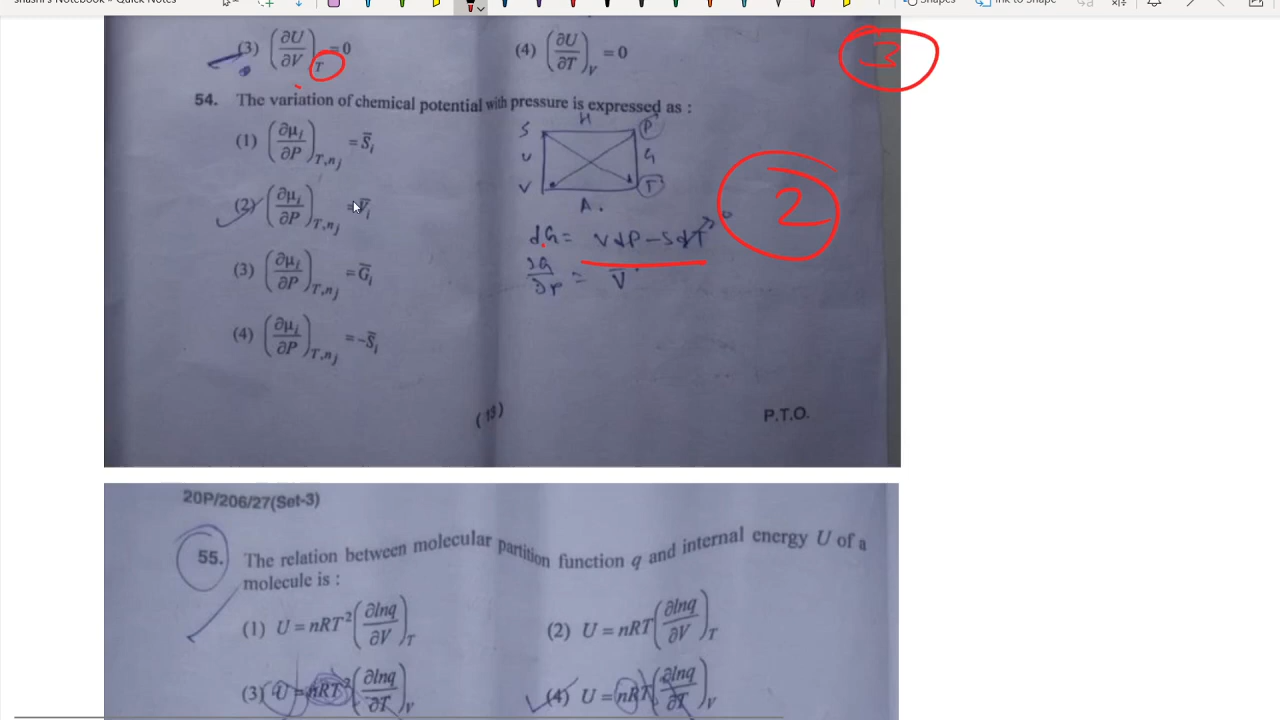 shashi's Notebook » Quick Notes
Shapes Ink to Shape
(3) (∂U/∂V)T = 0 (4) (∂U/∂T)V = 0
3
54. The variation of chemical potential with pressure is expressed as :
(1) (∂μi/∂P)T,nj = S̄i
(2) (∂μi/∂P)T,nj = V̄i
(3) (∂μi/∂P)T,nj = Ḡi
(4) (∂μi/∂P)T,nj = -S̄i
S H P
U G
V A. T
dG = VdP - SdT 0
∂G/∂P = V̄
2
(13) P.T.O.
20P/206/27(Set-3)
55. The relation between molecular partition function q and internal energy U of a
molecule is :
(1) U = nRT²(∂lnq/∂V)T (2) U = nRT(∂lnq/∂V)T
(3) U = nRT²(∂lnq/∂T)V (4) U = nRT(∂lnq/∂T)V